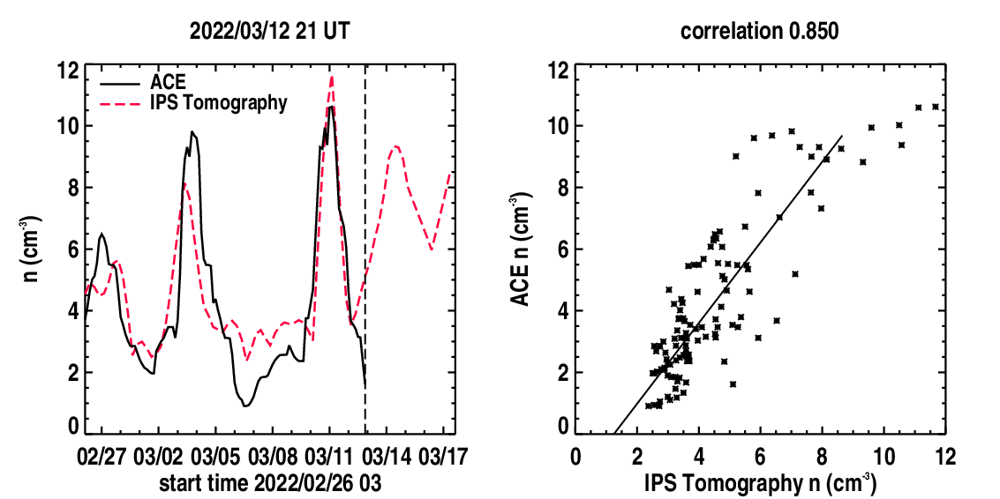 2022/03/12 21 UT
ACE
IPS Tomography
12
10
8
6
4
2
0
n (cm-3)
02/27 03/02 03/05 03/08 03/11 03/14 03/17
start time 2022/02/26 03
correlation 0.850
12
10
8
6
4
2
0
ACE n (cm-3)
0 2 4 6 8 10 12
IPS Tomography n (cm-3)